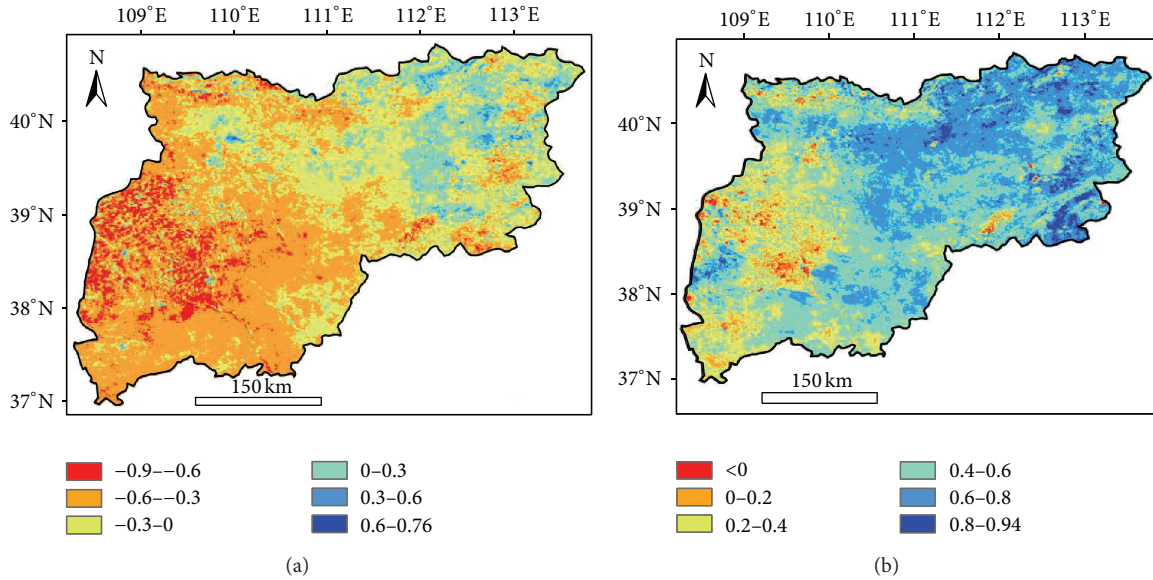 109°E 110°E 111°E 112°E 113°E
N
40°N
39°N
38°N
37°N
150 km
−0.9–−0.6
−0.6–−0.3
−0.3–0
0–0.3
0.3–0.6
0.6–0.76
(a)
109°E 110°E 111°E 112°E 113°E
N
40°N
39°N
38°N
37°N
150 km
<0
0–0.2
0.2–0.4
0.4–0.6
0.6–0.8
0.8–0.94
(b)